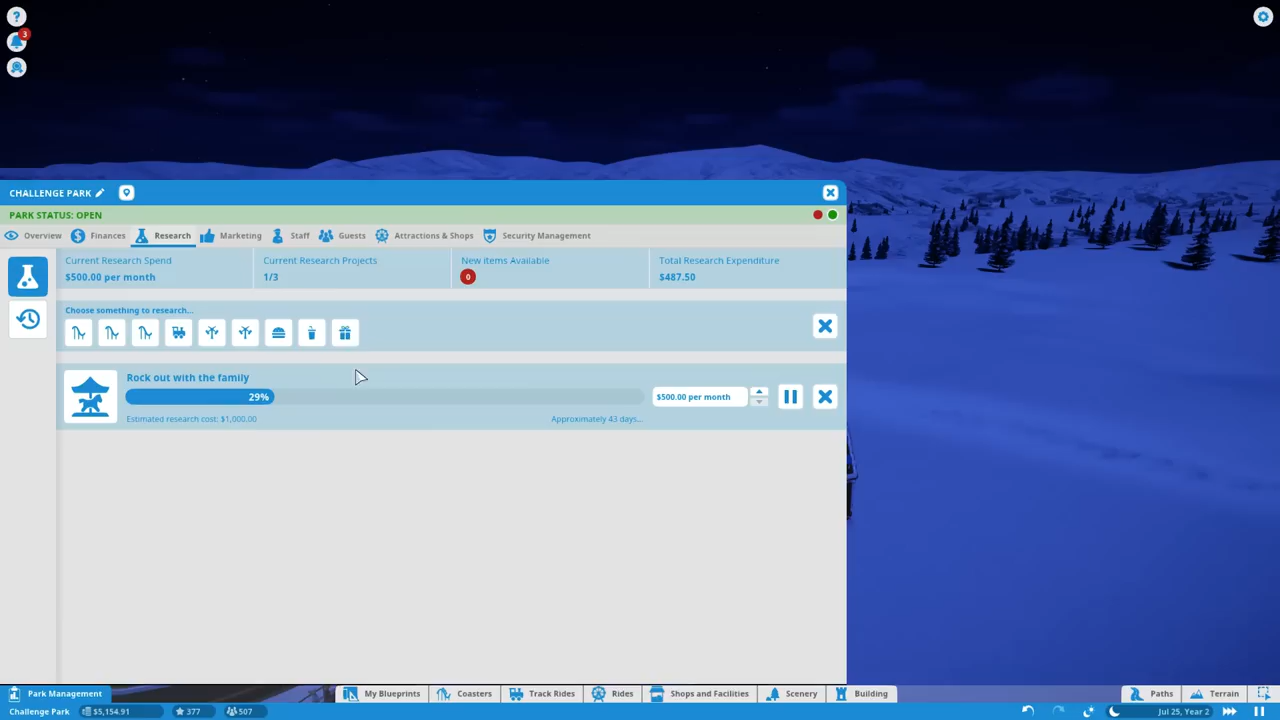 ?
3
CHALLENGE PARK
PARK STATUS: OPEN
Overview Finances Research Marketing Staff Guests Attractions & Shops Security Management
Current Research Spend Current Research Projects New items Available Total Research Expenditure
$500.00 per month 1/3 0 $487.50
Choose something to research...
Rock out with the family
29% $500.00 per month
Estimated research cost: $1,000.00 Approximately 43 days...
Park Management My Blueprints Coasters Track Rides Rides Shops and Facilities Scenery Building Paths Terrain
Challenge Park $5,154.91 377 507 Jul 25, Year 2